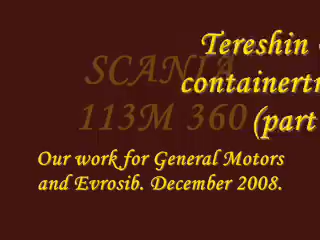 Tereshin
SCANIA
containertr
113M 360
(part
Our work for General Motors
and Evrosib. December 2008.